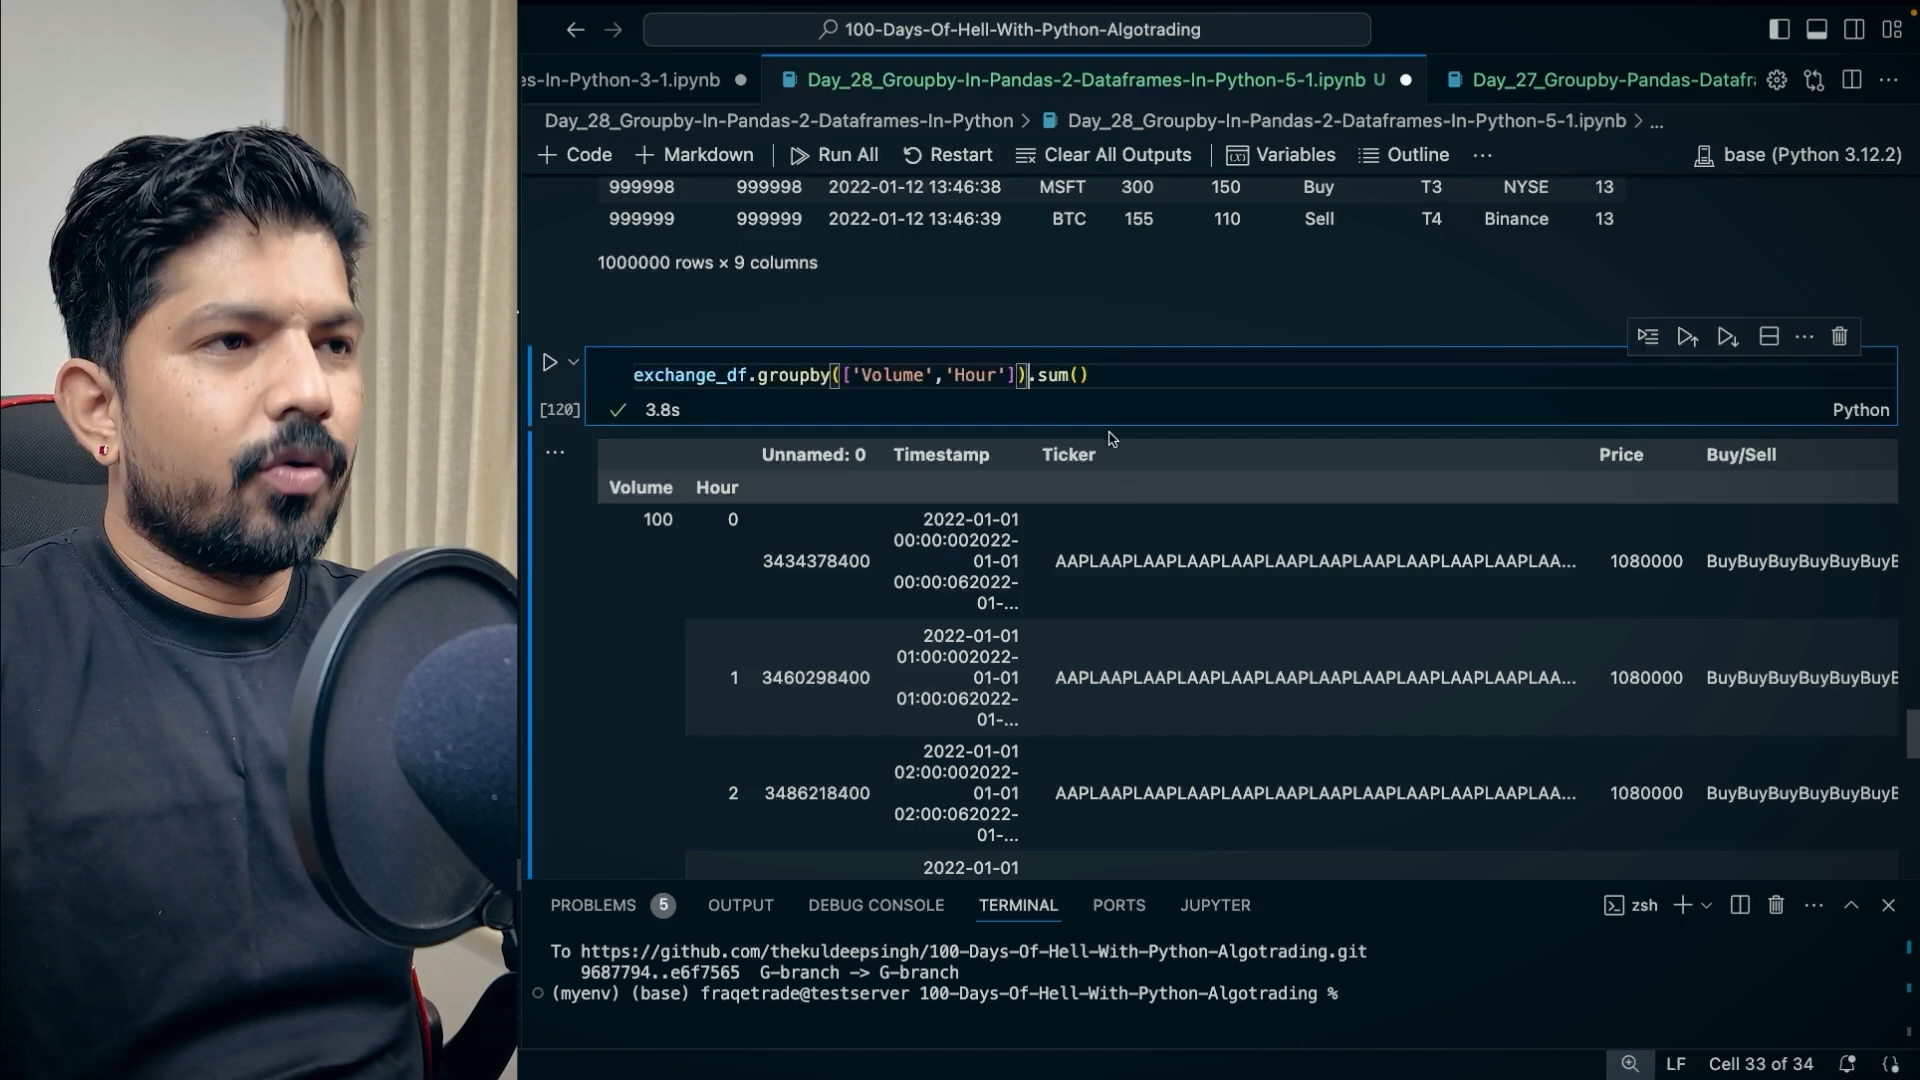 100-Days-Of-Hell-With-Python-Algotrading
es-In-Python-3-1.ipynb
Day_28_Groupby-In-Pandas-2-Dataframes-In-Python-5-1.ipynb U
Day_27_Groupby-Pandas-Datafra
Day_28_Groupby-In-Pandas-2-Dataframes-In-Python > Day_28_Groupby-In-Pandas-2-Dataframes-In-Python-5-1.ipynb > ...
+ Code + Markdown Run All Restart Clear All Outputs Variables Outline ... base (Python 3.12.2)
999998 999998 2022-01-12 13:46:38 MSFT 300 150 Buy T3 NYSE 13
999999 999999 2022-01-12 13:46:39 BTC 155 110 Sell T4 Binance 13
1000000 rows × 9 columns
exchange_df.groupby(['Volume','Hour']).sum()
[120] 3.8s Python
Unnamed: 0 Timestamp Ticker Price Buy/Sell
Volume Hour
100 0 2022-01-01
00:00:002022-
3434378400 01-01 AAPLAAPLAAPLAAPLAAPLAAPLAAPLAAPLAAPLAAPLAA... 1080000 BuyBuyBuyBuyBuyB
00:00:062022-
01-...
2022-01-01
01:00:002022-
1 3460298400 01-01 AAPLAAPLAAPLAAPLAAPLAAPLAAPLAAPLAAPLAAPLAA... 1080000 BuyBuyBuyBuyBuyB
01:00:062022-
01-...
2022-01-01
02:00:002022-
2 3486218400 01-01 AAPLAAPLAAPLAAPLAAPLAAPLAAPLAAPLAAPLAAPLAA... 1080000 BuyBuyBuyBuyBuyB
02:00:062022-
01-...
2022-01-01
PROBLEMS 5 OUTPUT DEBUG CONSOLE TERMINAL PORTS JUPYTER zsh
To https://github.com/thekuldeepsingh/100-Days-Of-Hell-With-Python-Algotrading.git
9687794..e6f7565 G-branch -> G-branch
(myenv) (base) fraqetrade@testserver 100-Days-Of-Hell-With-Python-Algotrading %
LF Cell 33 of 34